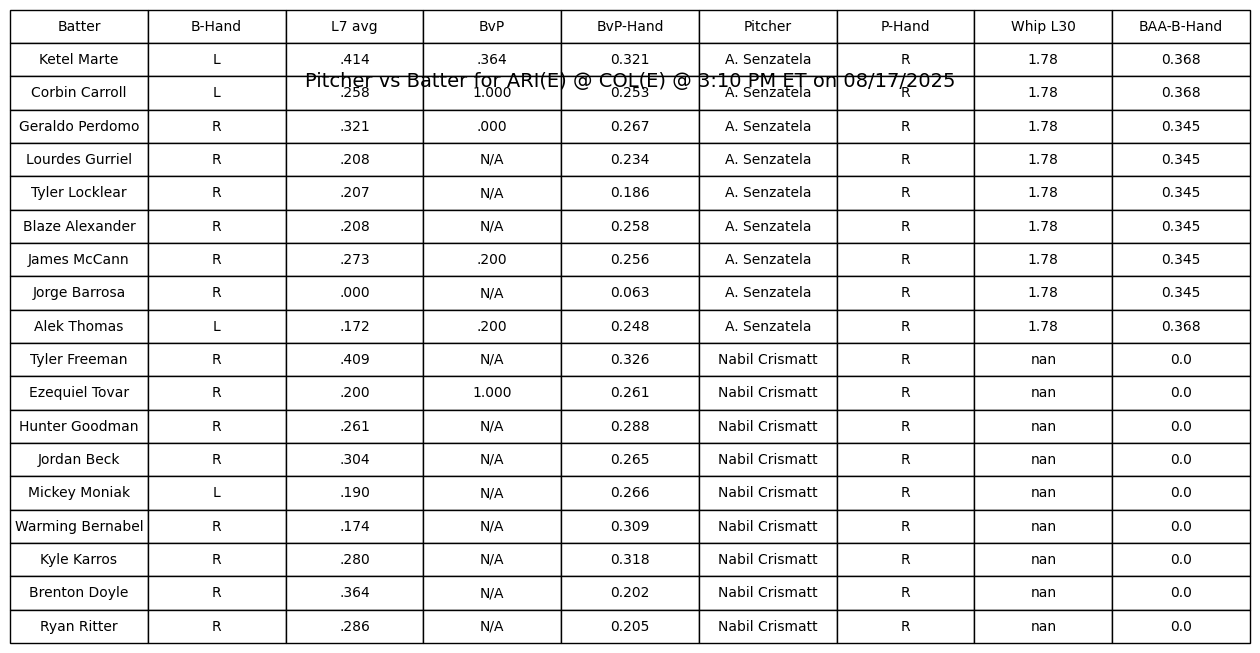 Batter B-Hand L7 avg BvP BvP-Hand Pitcher P-Hand Whip L30 BAA-B-Hand
Ketel Marte L .414 .364 0.321 A. Senzatela R 1.78 0.368
Pitcher vs Batter for ARI(E) @ COL(E) @ 3:10 PM ET on 08/17/2025
Corbin Carroll L .258 1.000 0.253 A. Senzatela R 1.78 0.368
Geraldo Perdomo R .321 .000 0.267 A. Senzatela R 1.78 0.345
Lourdes Gurriel R .208 N/A 0.234 A. Senzatela R 1.78 0.345
Tyler Locklear R .207 N/A 0.186 A. Senzatela R 1.78 0.345
Blaze Alexander R .208 N/A 0.258 A. Senzatela R 1.78 0.345
James McCann R .273 .200 0.256 A. Senzatela R 1.78 0.345
Jorge Barrosa R .000 N/A 0.063 A. Senzatela R 1.78 0.345
Alek Thomas L .172 .200 0.248 A. Senzatela R 1.78 0.368
Tyler Freeman R .409 N/A 0.326 Nabil Crismatt R nan 0.0
Ezequiel Tovar R .200 1.000 0.261 Nabil Crismatt R nan 0.0
Hunter Goodman R .261 N/A 0.288 Nabil Crismatt R nan 0.0
Jordan Beck R .304 N/A 0.265 Nabil Crismatt R nan 0.0
Mickey Moniak L .190 N/A 0.266 Nabil Crismatt R nan 0.0
Warming Bernabel R .174 N/A 0.309 Nabil Crismatt R nan 0.0
Kyle Karros R .280 N/A 0.318 Nabil Crismatt R nan 0.0
Brenton Doyle R .364 N/A 0.202 Nabil Crismatt R nan 0.0
Ryan Ritter R .286 N/A 0.205 Nabil Crismatt R nan 0.0